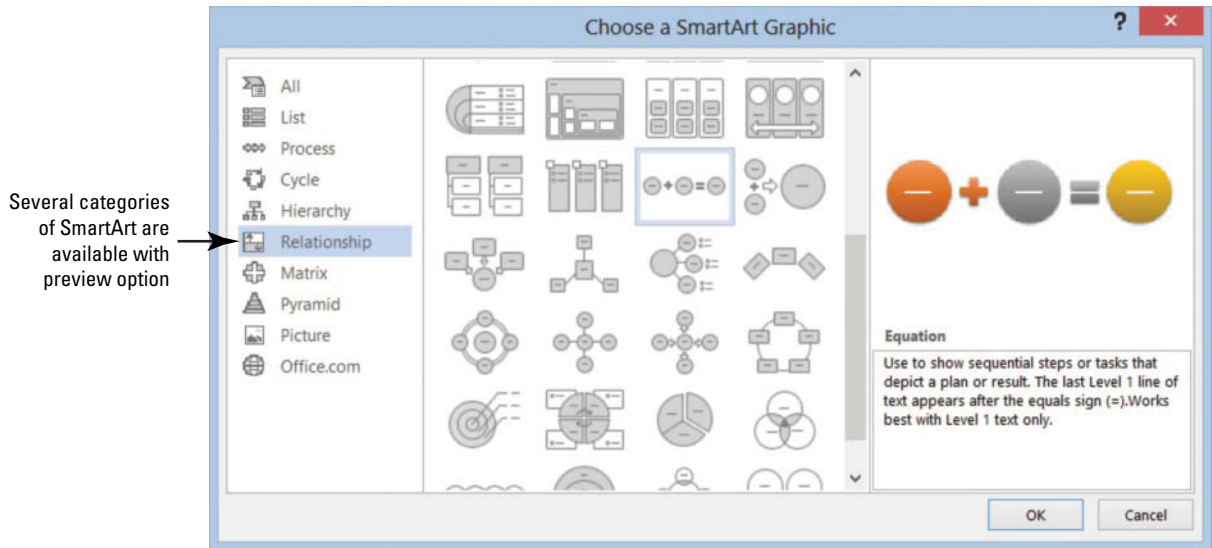 Choose a SmartArt Graphic
?
×
All
List
Process
Cycle
Hierarchy
Relationship
Matrix
Pyramid
Picture
Office.com
Several categories
of SmartArt are
available with
preview option
Equation
Use to show sequential steps or tasks that
depict a plan or result. The last Level 1 line of
text appears after the equals sign (=).Works
best with Level 1 text only.
OK
Cancel